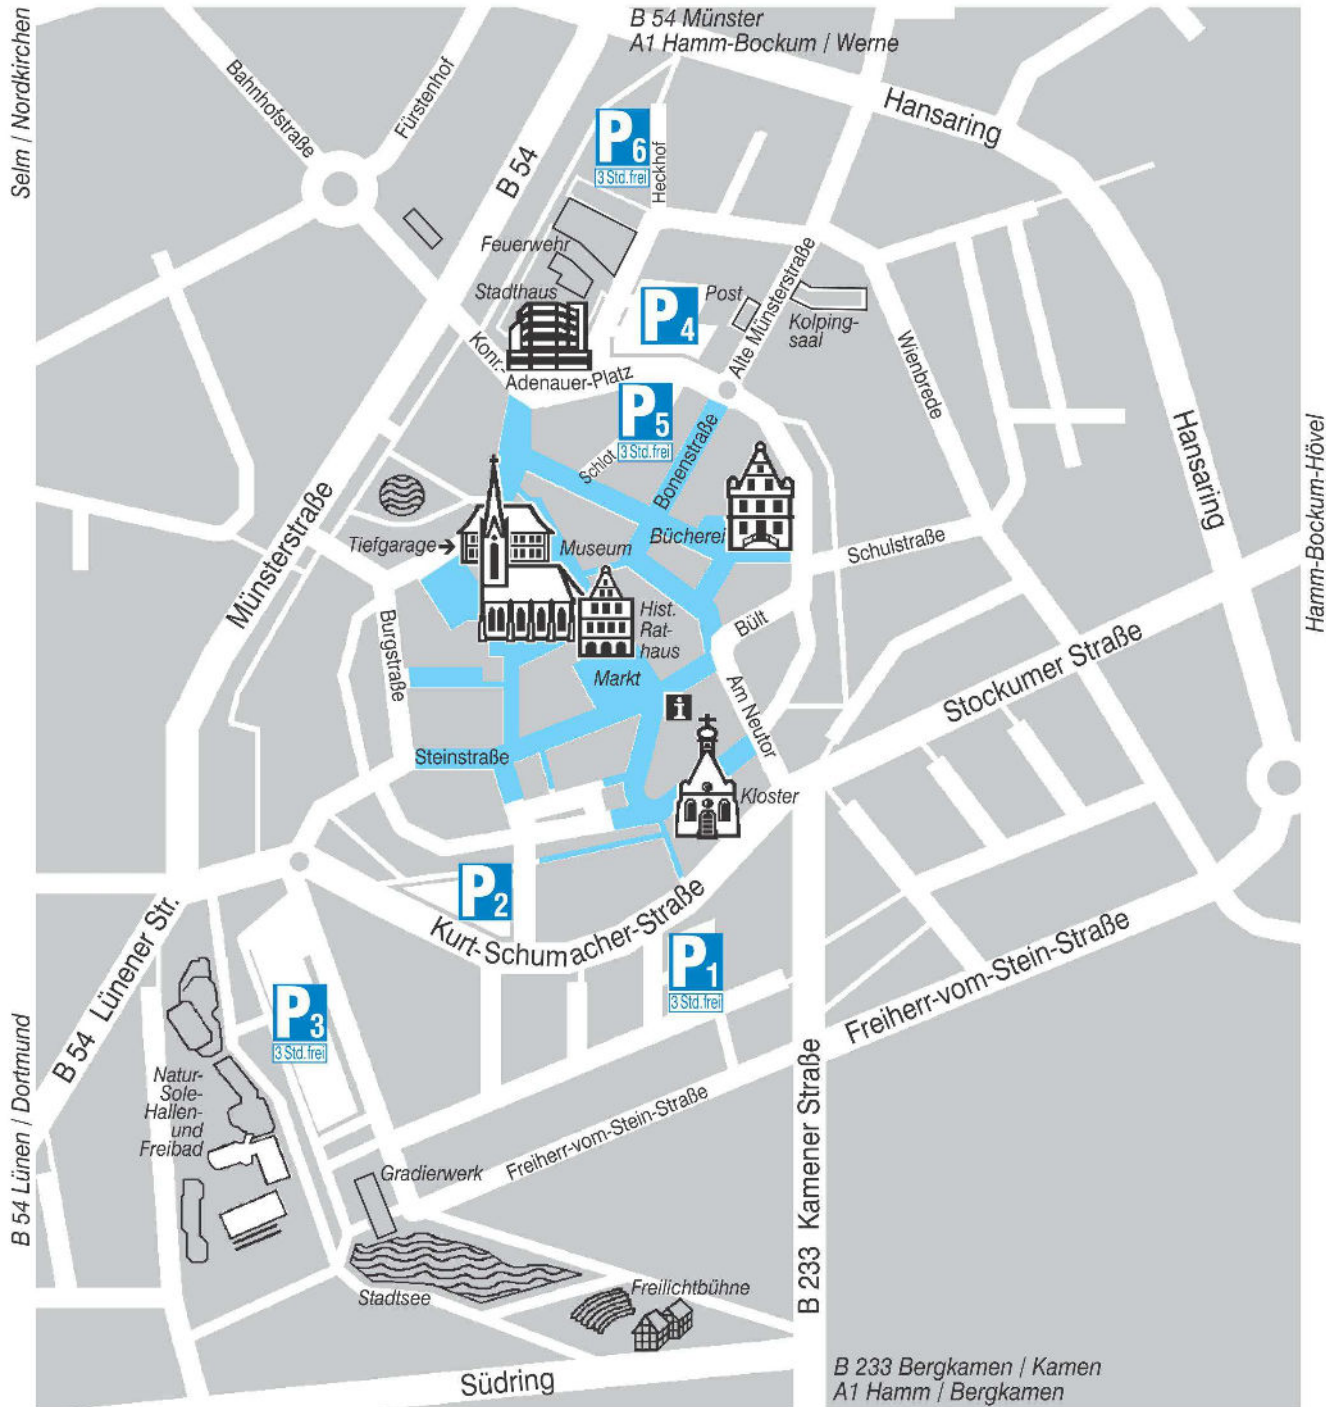 B 54 Münster
A1 Hamm-Bockum / Werne
Selm / Nordkirchen
Bahnhofstraße
Fürstenhof
B 54
Hansaring
P6
3 Std. frei
Heckhof
Feuerwehr
Stadthaus
P4
Post
Alte Münsterstraße
Kolping-
saal
Wienbrede
Konr.-
Adenauer-Platz
P5
3 Std. frei
Schlot
Bonenstraße
Hansaring
Hamm-Bockum-Hövel
Münsterstraße
Tiefgarage
Museum
Bücherei
Schulstraße
Hist.
Rat-
haus
Bült
Burgstraße
Markt
i
Am Neutor
Stockumer Straße
Steinstraße
Kloster
P2
Kurt-Schumacher-Straße
P1
3 Std. frei
B 54 Lünener Str.
P3
3 Std. frei
Freiherr-vom-Stein-Straße
B 54 Lünen / Dortmund
Natur-
Sole-
Hallen-
und
Freibad
Gradierwerk
Freiherr-vom-Stein-Straße
B 233 Kamener Straße
Stadtsee
Freilichtbühne
Südring
B 233 Bergkamen / Kamen
A1 Hamm / Bergkamen